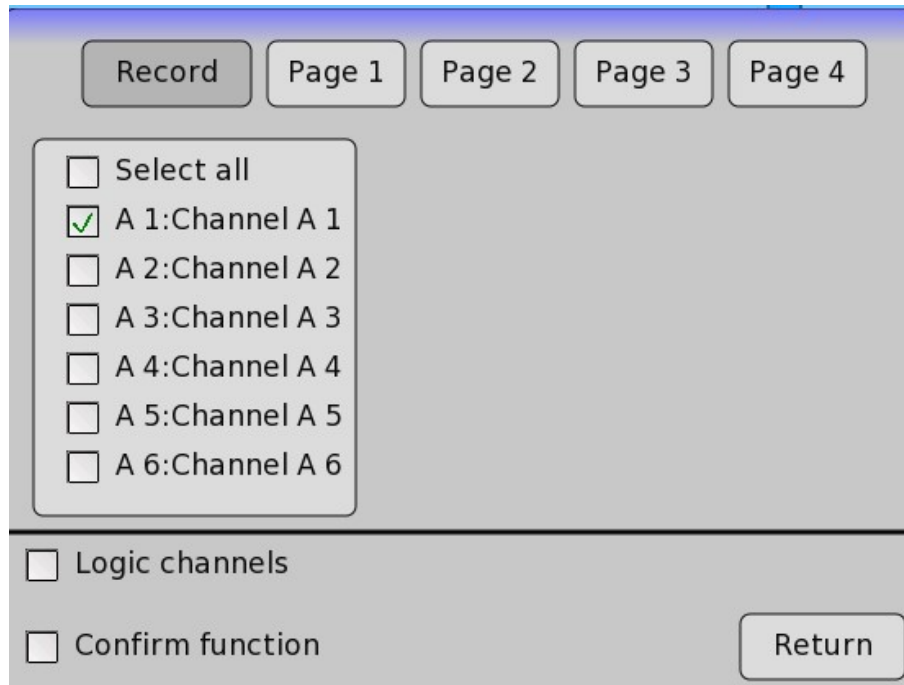 Record Page 1 Page 2 Page 3 Page 4
Select all
A 1:Channel A 1
A 2:Channel A 2
A 3:Channel A 3
A 4:Channel A 4
A 5:Channel A 5
A 6:Channel A 6
Logic channels
Confirm function
Return